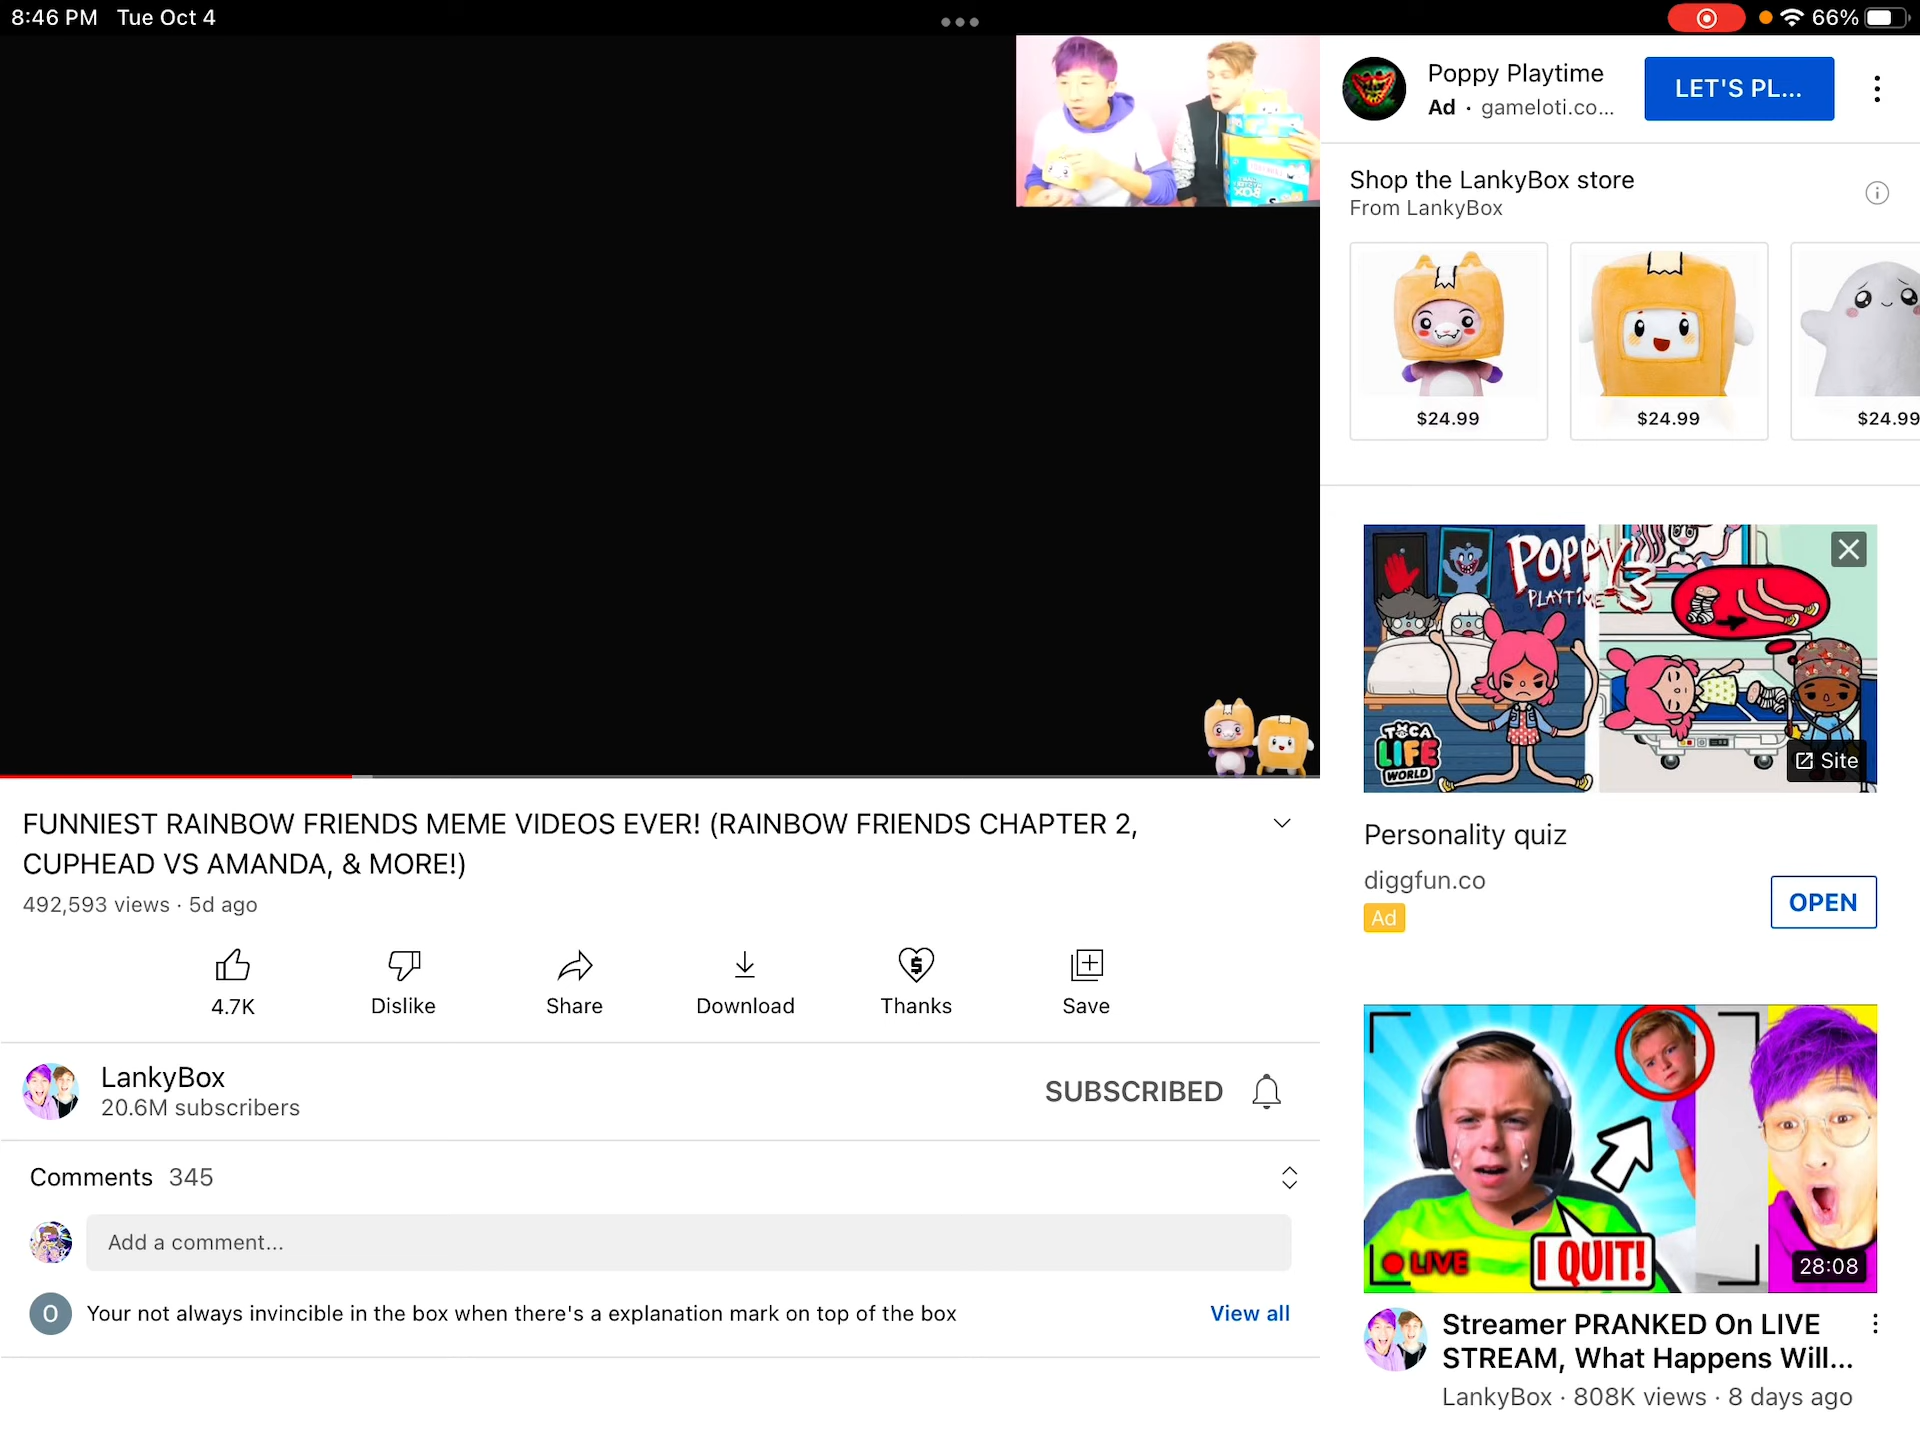 8:46 PM Tue Oct 4
66%
Poppy Playtime
Ad · gameloti.co...
LET'S PL...
Shop the LankyBox store
From LankyBox
$24.99
$24.99
$24.99
POPPY
PLAYTIME 3
TOCA
LIFE
WORLD
Site
Personality quiz
diggfun.co
Ad
OPEN
FUNNIEST RAINBOW FRIENDS MEME VIDEOS EVER! (RAINBOW FRIENDS CHAPTER 2,
CUPHEAD VS AMANDA, & MORE!)
492,593 views · 5d ago
4.7K
Dislike
Share
Download
Thanks
Save
LankyBox
20.6M subscribers
SUBSCRIBED
Comments 345
Add a comment...
O
Your not always invincible in the box when there's a explanation mark on top of the box
View all
LIVE
I QUIT!
28:08
Streamer PRANKED On LIVE
STREAM, What Happens Will...
LankyBox · 808K views · 8 days ago